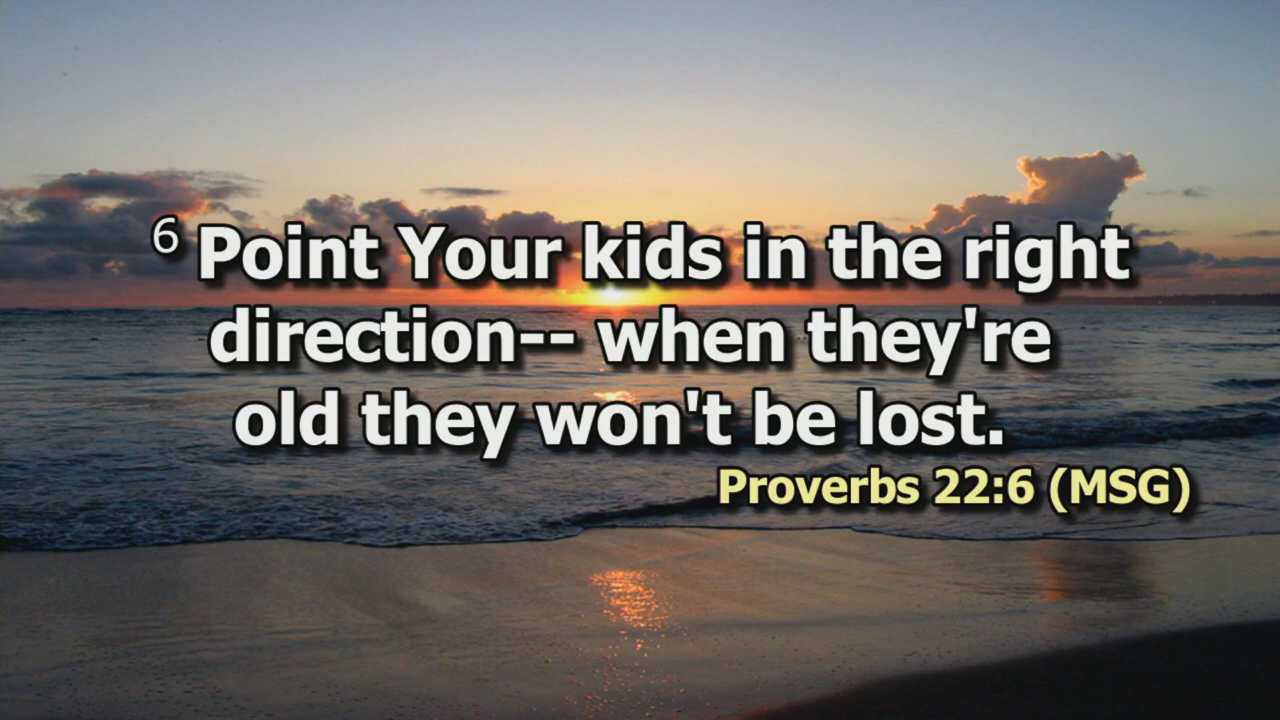 6 Point Your kids in the right
direction-- when they're
old they won't be lost.
Proverbs 22:6 (MSG)